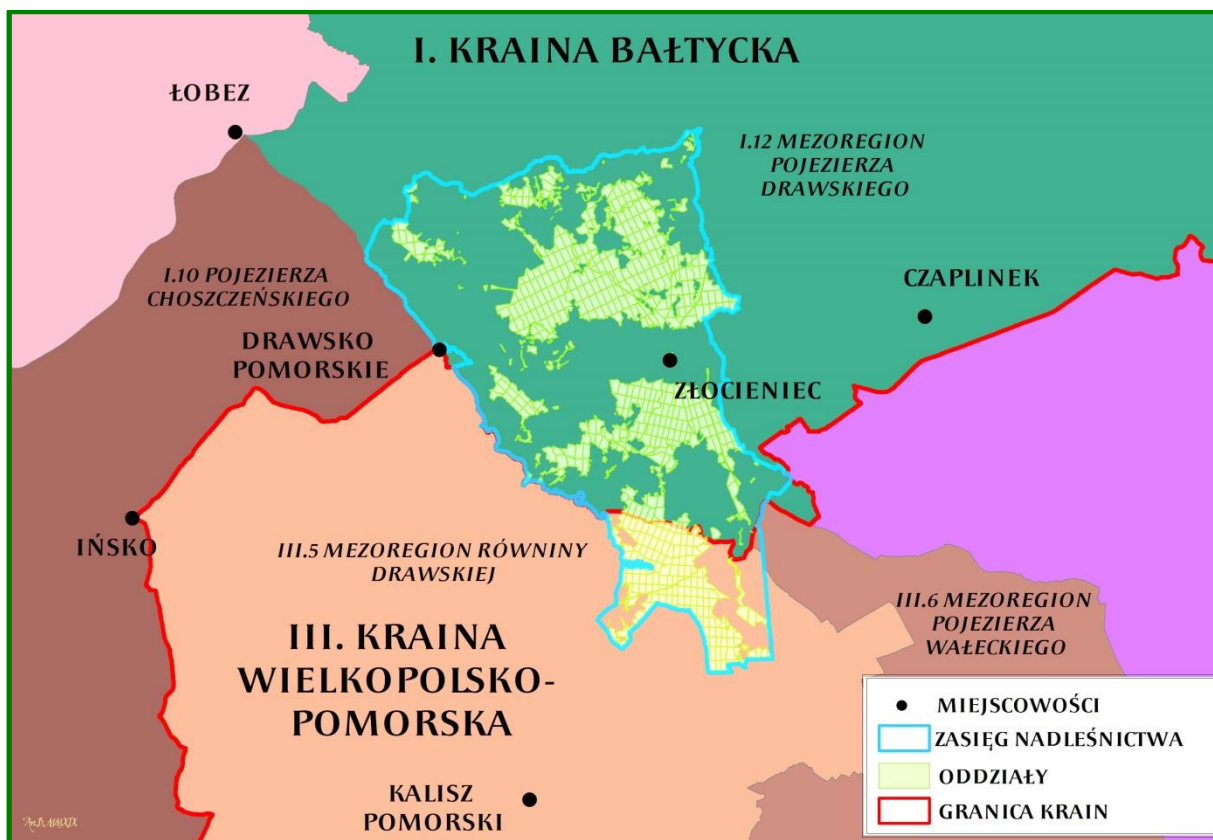 I. KRAINA BAŁTYCKA
ŁOBEZ
I.12 MEZOREGION
POJEZIERZA
DRAWSKIEGO
I.10 POJEZIERZA
CHOSZCZEŃSKIEGO
CZAPLINEK
DRAWSKO
POMORSKIE
ZŁOCIENIEC
IŃSKO
III.5 MEZOREGION RÓWNINY
DRAWSKIEJ
III.6 MEZOREGION
POJEZIERZA
WAŁECKIEGO
III. KRAINA
WIELKOPOLSKO-
POMORSKA
KALISZ
POMORSKI
MIEJSCOWOŚCI
ZASIĘG NADLEŚNICTWA
ODDZIAŁY
GRANICA KRAIN